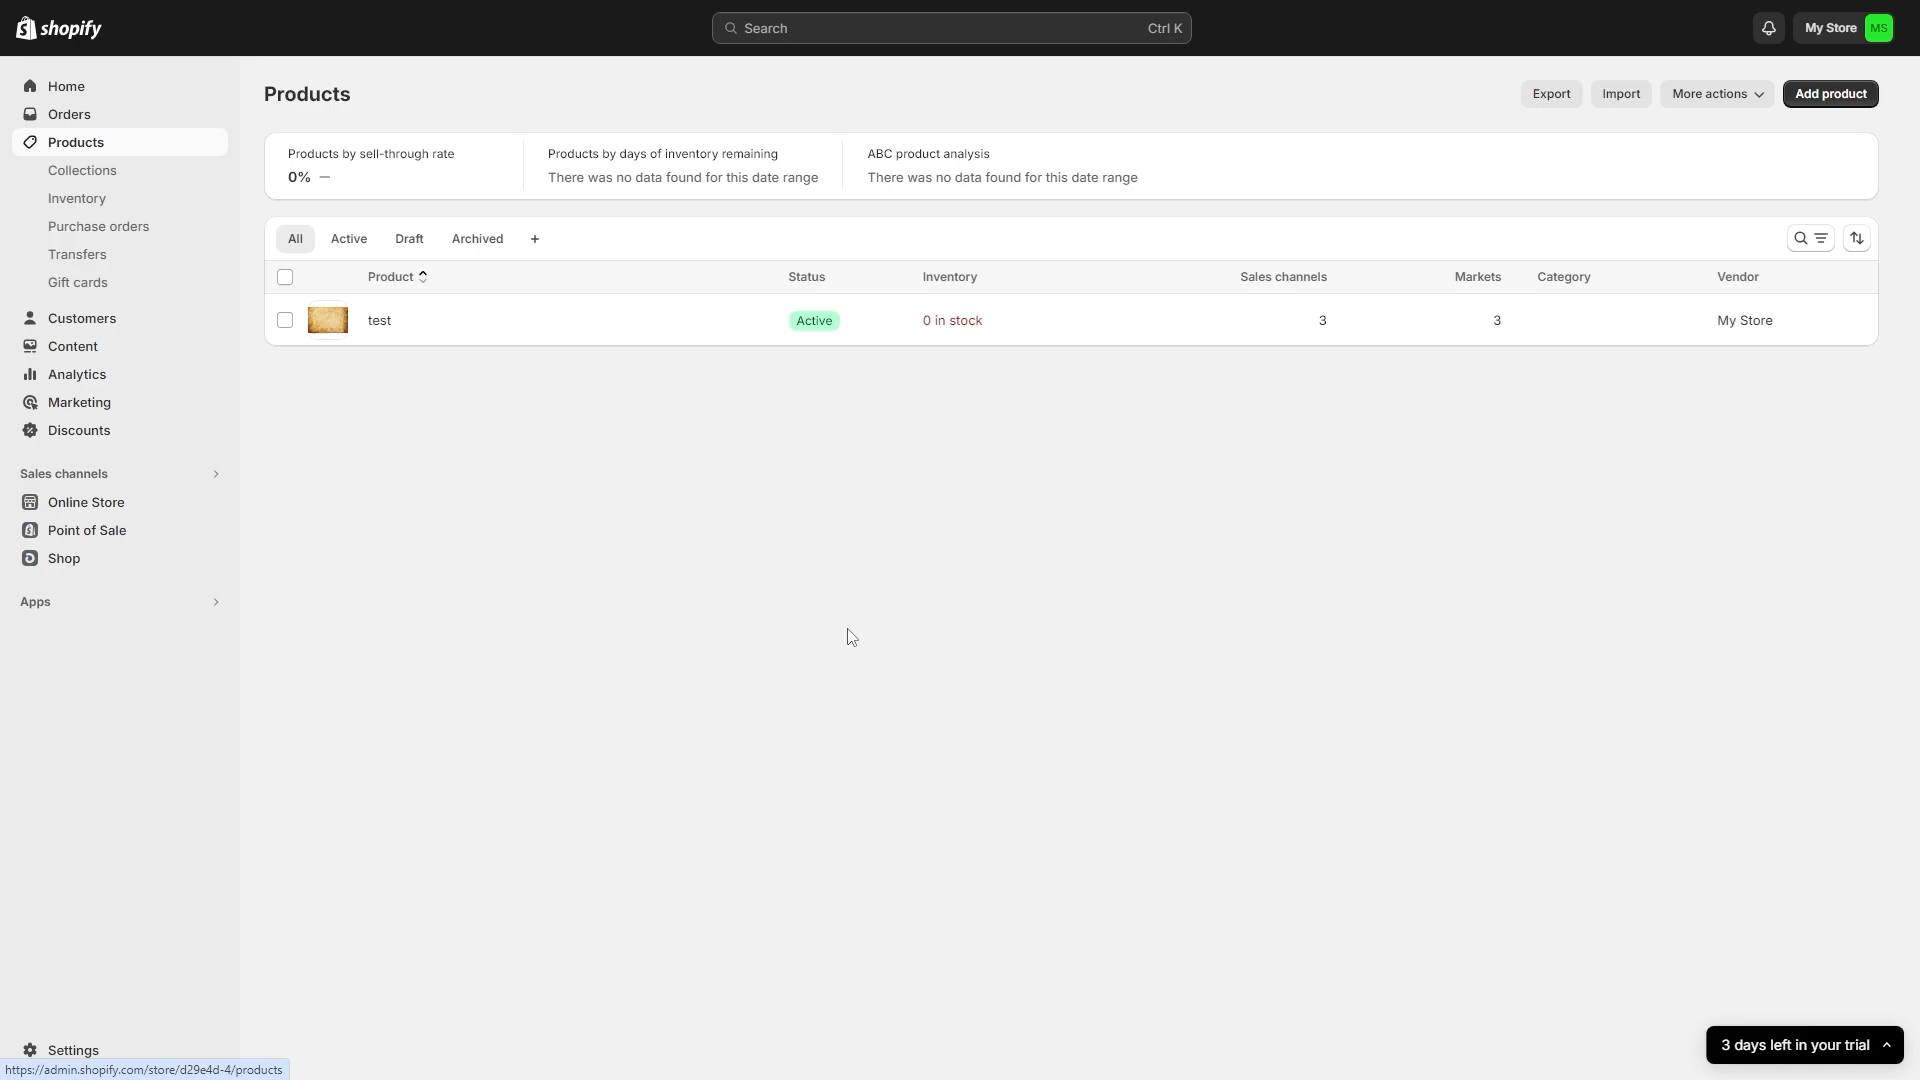 shopify
Search Ctrl K
My Store MS
Home
Orders
Products
Collections
Inventory
Purchase orders
Transfers
Gift cards
Customers
Content
Analytics
Marketing
Discounts
Sales channels
Online Store
Point of Sale
Shop
Apps
Settings
https://admin.shopify.com/store/d29e4d-4/products
Products
Export Import More actions Add product
Products by sell-through rate
0% —
Products by days of inventory remaining
There was no data found for this date range
ABC product analysis
There was no data found for this date range
All Active Draft Archived +
Product Status Inventory Sales channels Markets Category Vendor
test Active 0 in stock 3 3 My Store
3 days left in your trial